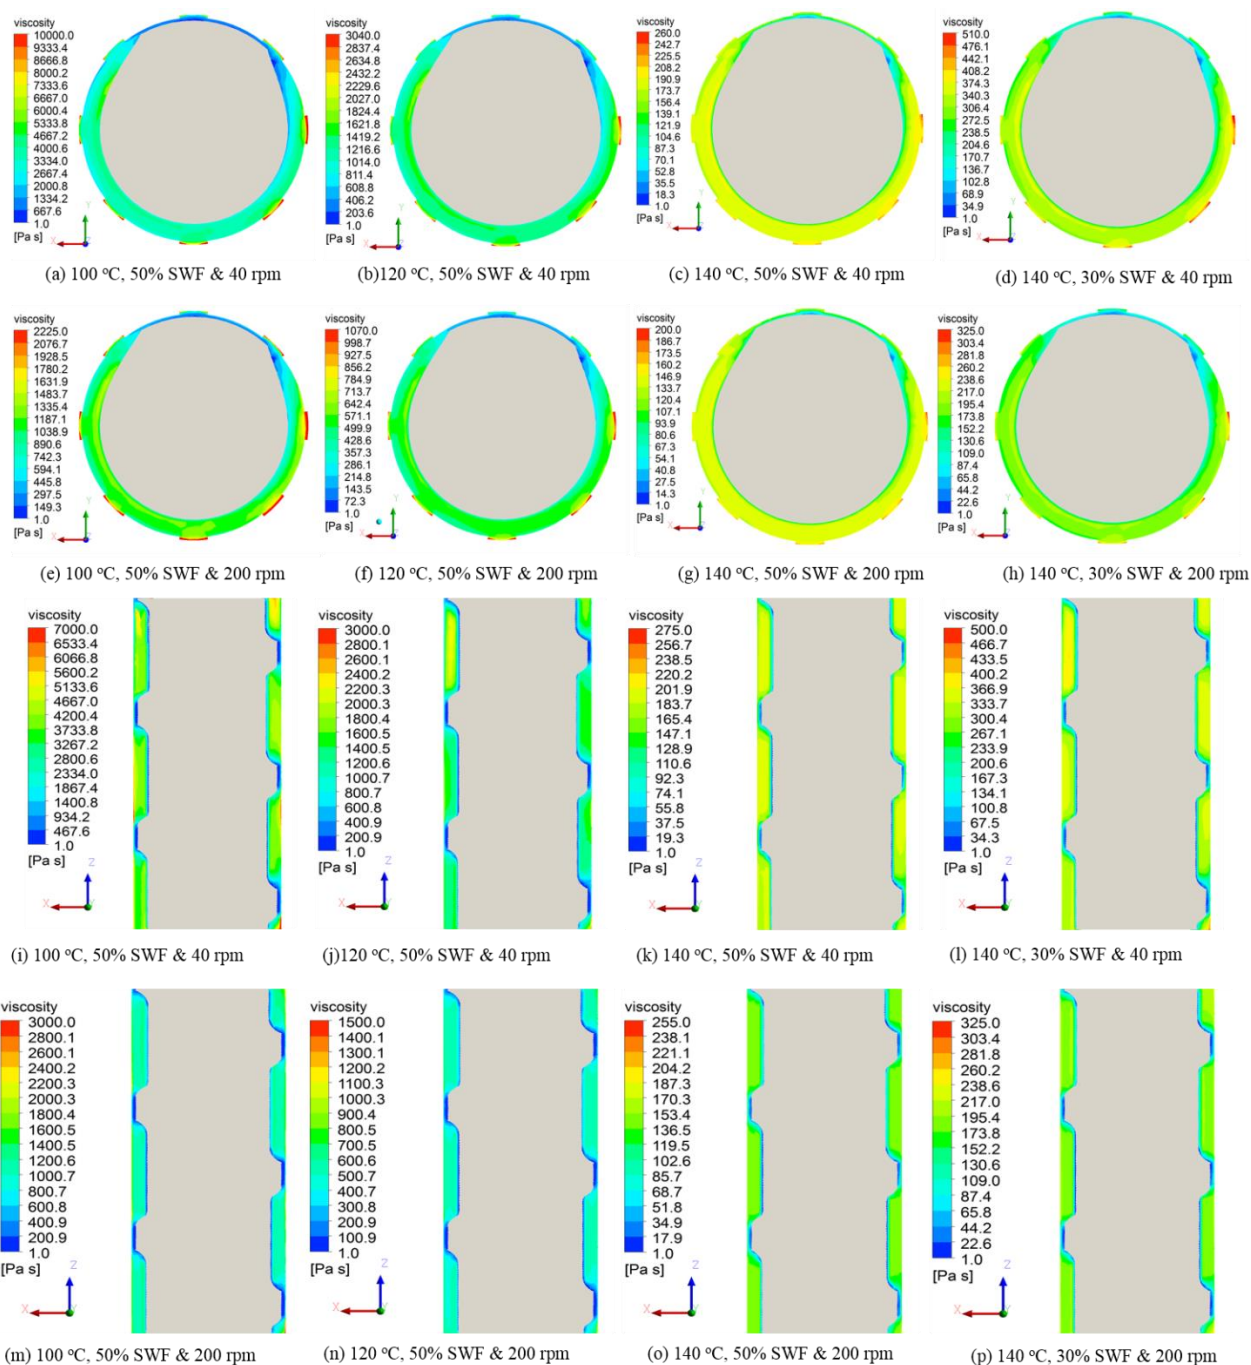 viscosity
10000.0
9333.4
8666.8
8000.2
7333.6
6667.0
6000.4
5333.8
4667.2
4000.6
3334.0
2667.4
2000.8
1334.2
667.6
1.0
[Pa s]
X
Y
(a) 100 °C, 50% SWF & 40 rpm
viscosity
3040.0
2837.4
2634.8
2432.2
2229.6
2027.0
1824.4
1621.8
1419.2
1216.6
1014.0
811.4
608.8
406.2
203.6
1.0
[Pa s]
X
Y
(b)120 °C, 50% SWF & 40 rpm
viscosity
260.0
242.7
225.5
208.2
190.9
173.7
156.4
139.1
121.9
104.6
87.3
70.1
52.8
35.5
18.3
1.0
[Pa s]
X
Y
(c) 140 °C, 50% SWF & 40 rpm
viscosity
510.0
476.1
442.1
408.2
374.3
340.3
306.4
272.5
238.5
204.6
170.7
136.7
102.8
68.9
34.9
1.0
[Pa s]
X
Y
(d) 140 °C, 30% SWF & 40 rpm
viscosity
2225.0
2076.7
1928.5
1780.2
1631.9
1483.7
1335.4
1187.1
1038.9
890.6
742.3
594.1
445.8
297.5
149.3
1.0
[Pa s]
X
Y
(e) 100 °C, 50% SWF & 200 rpm
viscosity
1070.0
998.7
927.5
856.2
784.9
713.7
642.4
571.1
499.9
428.6
357.3
286.1
214.8
143.5
72.3
1.0
[Pa s]
X
Y
(f) 120 °C, 50% SWF & 200 rpm
viscosity
200.0
186.7
173.5
160.2
146.9
133.7
120.4
107.1
93.9
80.6
67.3
54.1
40.8
27.5
14.3
1.0
[Pa s]
X
Y
(g) 140 °C, 50% SWF & 200 rpm
viscosity
325.0
303.4
281.8
260.2
238.6
217.0
195.4
173.8
152.2
130.6
109.0
87.4
65.8
44.2
22.6
1.0
[Pa s]
X
Y
(h) 140 °C, 30% SWF & 200 rpm
viscosity
7000.0
6533.4
6066.8
5600.2
5133.6
4667.0
4200.4
3733.8
3267.2
2800.6
2334.0
1867.4
1400.8
934.2
467.6
1.0
[Pa s]
Z
X
Y
(i) 100 °C, 50% SWF & 40 rpm
viscosity
3000.0
2800.1
2600.1
2400.2
2200.3
2000.3
1800.4
1600.5
1400.5
1200.6
1000.7
800.7
600.8
400.9
200.9
1.0
[Pa s]
Z
X
Y
(j)120 °C, 50% SWF & 40 rpm
viscosity
275.0
256.7
238.5
220.2
201.9
183.7
165.4
147.1
128.9
110.6
92.3
74.1
55.8
37.5
19.3
1.0
[Pa s]
Z
X
Y
(k) 140 °C, 50% SWF & 40 rpm
viscosity
500.0
466.7
433.5
400.2
366.9
333.7
300.4
267.1
233.9
200.6
167.3
134.1
100.8
67.5
34.3
1.0
[Pa s]
Z
X
Y
(l) 140 °C, 30% SWF & 40 rpm
viscosity
3000.0
2800.1
2600.1
2400.2
2200.3
2000.3
1800.4
1600.5
1400.5
1200.6
1000.7
800.7
600.8
400.9
200.9
1.0
[Pa s]
Z
X
Y
(m) 100 °C, 50% SWF & 200 rpm
viscosity
1500.0
1400.1
1300.1
1200.2
1100.3
1000.3
900.4
800.5
700.5
600.6
500.7
400.7
300.8
200.9
100.9
1.0
[Pa s]
Z
X
Y
(n) 120 °C, 50% SWF & 200 rpm
viscosity
255.0
238.1
221.1
204.2
187.3
170.3
153.4
136.5
119.5
102.6
85.7
68.7
51.8
34.9
17.9
1.0
[Pa s]
Z
X
Y
(o) 140 °C, 50% SWF & 200 rpm
viscosity
325.0
303.4
281.8
260.2
238.6
217.0
195.4
173.8
152.2
130.6
109.0
87.4
65.8
44.2
22.6
1.0
[Pa s]
Z
X
Y
(p) 140 °C, 30% SWF & 200 rpm